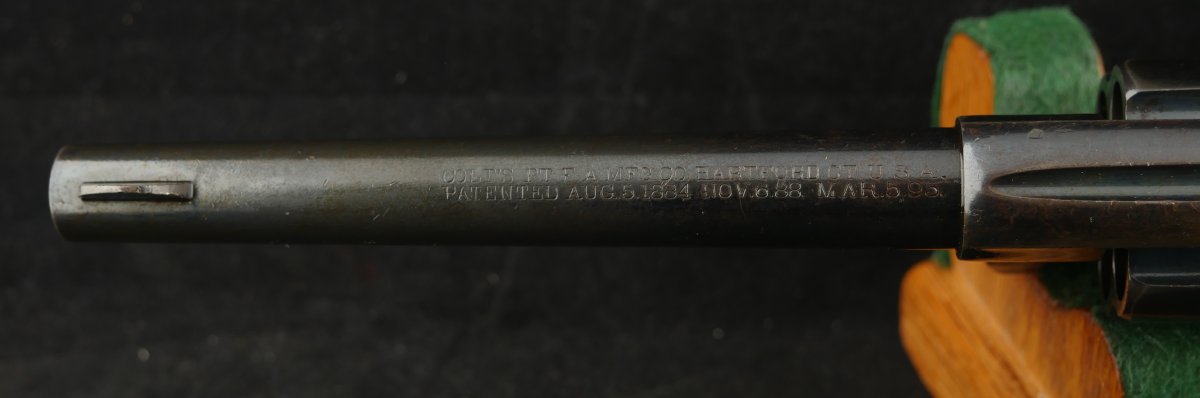 COLT'S PT. F. A. MFG. CO. HARTFORD CT. U.S.A.
PATENTED AUG.5.1884. NOV.6.88. MAR.5.95.